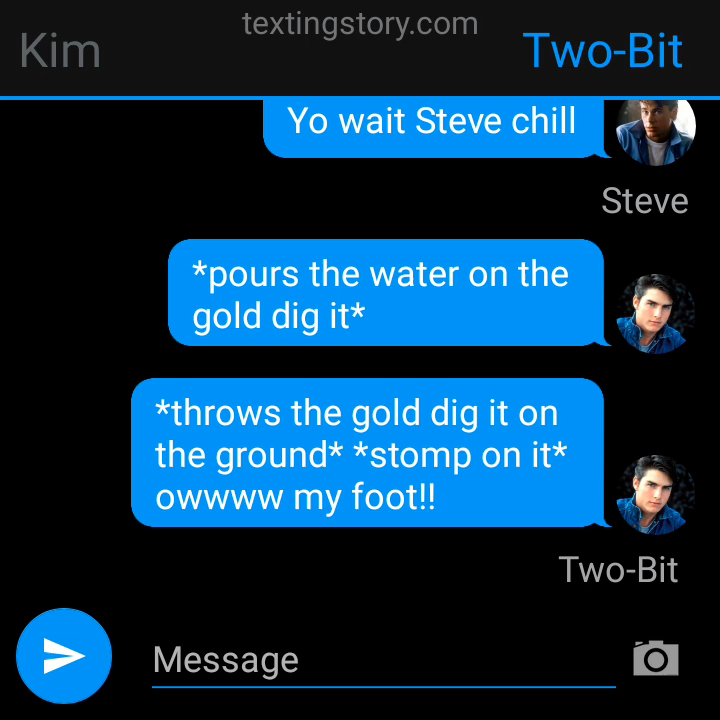 textingstory.com
Kim
Two-Bit
Yo wait Steve chill
Steve
*pours the water on the
gold dig it*
*throws the gold dig it on
the ground* *stomp on it*
owwww my foot!!
Two-Bit
Message